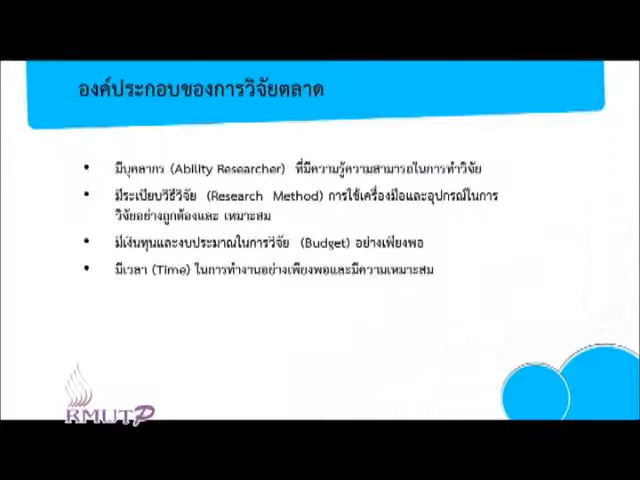 องค์ประกอบของการวิจัยตลาด
• มีบุคลากร (Ability Researcher) ที่มีความรู้ความสามารถในการทำวิจัย
• มีระเบียบวิธีวิจัย (Research Method) การใช้เครื่องมือและอุปกรณ์ในการ
วิจัยอย่างถูกต้องและ เหมาะสม
• มีเงินทุนและงบประมาณในการวิจัย (Budget) อย่างเพียงพอ
• มีเวลา (Time) ในการทำงานอย่างเพียงพอและมีความเหมาะสม
RMUTP